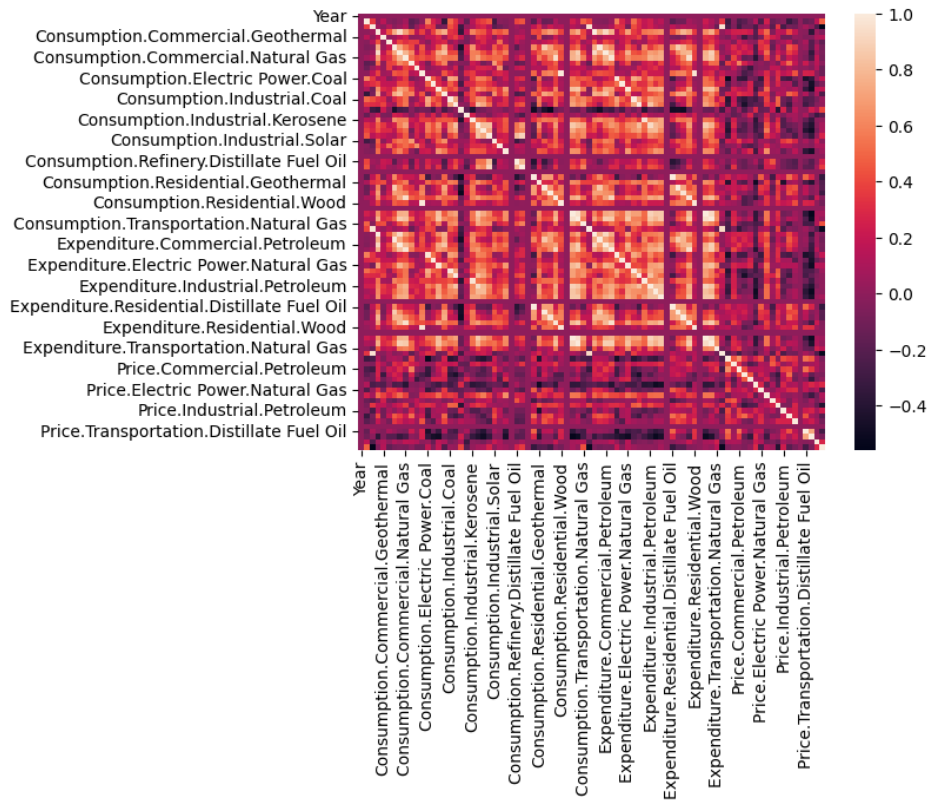 Year
Consumption.Commercial.Geothermal
Consumption.Commercial.Natural Gas
Consumption.Electric Power.Coal
Consumption.Industrial.Coal
Consumption.Industrial.Kerosene
Consumption.Industrial.Solar
Consumption.Refinery.Distillate Fuel Oil
Consumption.Residential.Geothermal
Consumption.Residential.Wood
Consumption.Transportation.Natural Gas
Expenditure.Commercial.Petroleum
Expenditure.Electric Power.Natural Gas
Expenditure.Industrial.Petroleum
Expenditure.Residential.Distillate Fuel Oil
Expenditure.Residential.Wood
Expenditure.Transportation.Natural Gas
Price.Commercial.Petroleum
Price.Electric Power.Natural Gas
Price.Industrial.Petroleum
Price.Transportation.Distillate Fuel Oil
1.0
0.8
0.6
0.4
0.2
0.0
−0.2
−0.4
Year
Consumption.Commercial.Geothermal
Consumption.Commercial.Natural Gas
Consumption.Electric Power.Coal
Consumption.Industrial.Coal
Consumption.Industrial.Kerosene
Consumption.Industrial.Solar
Consumption.Refinery.Distillate Fuel Oil
Consumption.Residential.Geothermal
Consumption.Residential.Wood
Consumption.Transportation.Natural Gas
Expenditure.Commercial.Petroleum
Expenditure.Electric Power.Natural Gas
Expenditure.Industrial.Petroleum
Expenditure.Residential.Distillate Fuel Oil
Expenditure.Residential.Wood
Expenditure.Transportation.Natural Gas
Price.Commercial.Petroleum
Price.Electric Power.Natural Gas
Price.Industrial.Petroleum
Price.Transportation.Distillate Fuel Oil